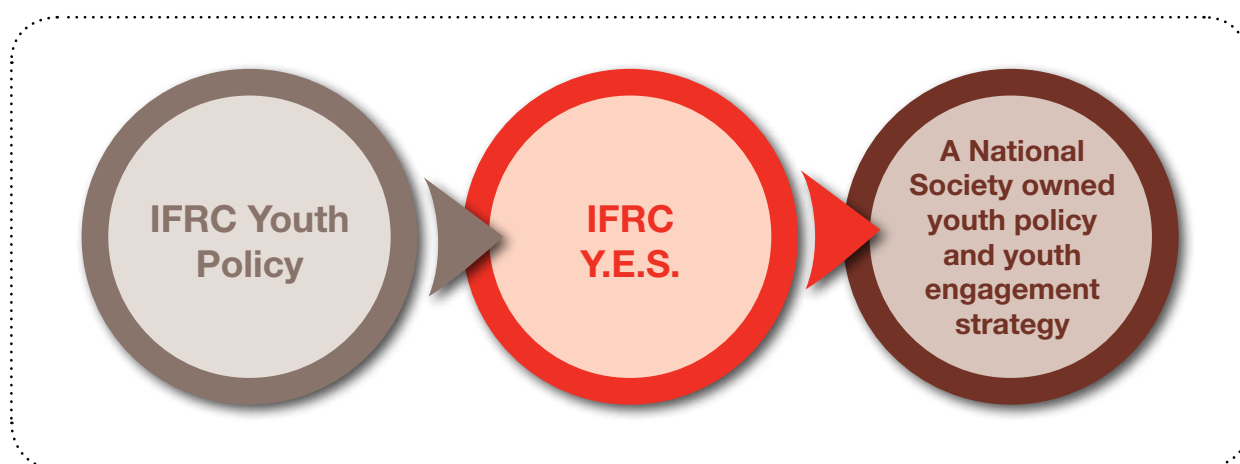 IFRC Youth
Policy
IFRC
Y.E.S.
A National
Society owned
youth policy
and youth
engagement
strategy